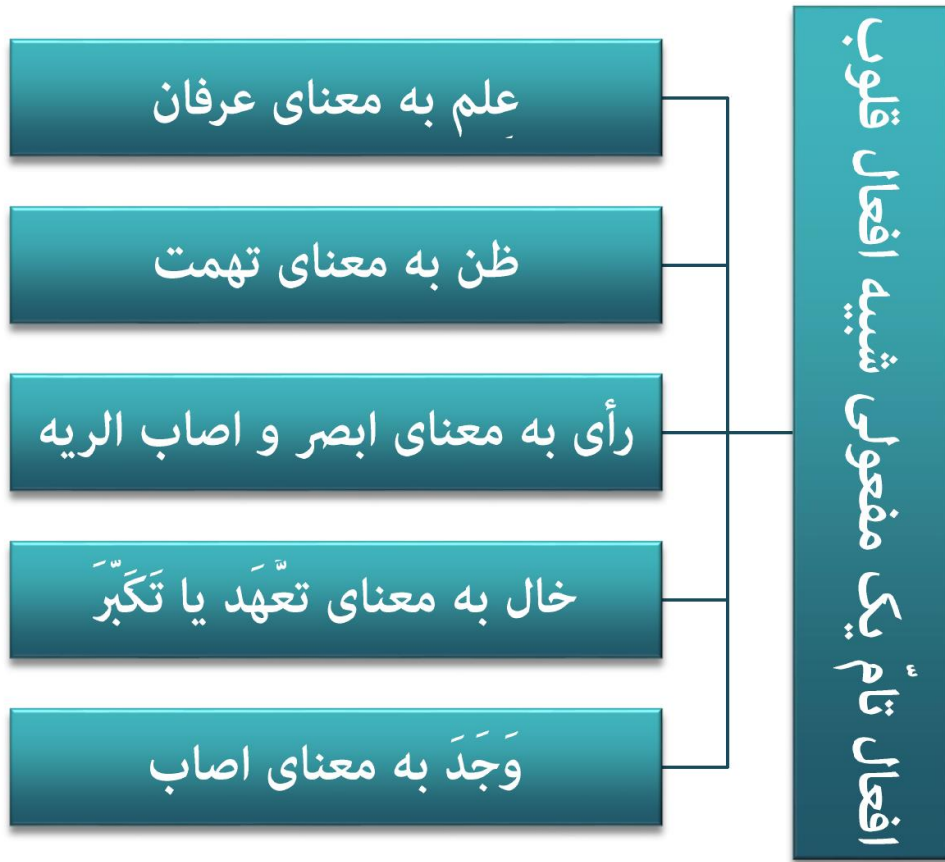 افعال تامّ یک مفعولی شبیه افعال قلوب
عِلم به معنای عرفان
ظن به معنای تهمت
رأی به معنای ابصر و اصاب الریه
خال به معنای تعَّهَد یا تَکَبّرَ
وَجَدَ به معنای اصاب